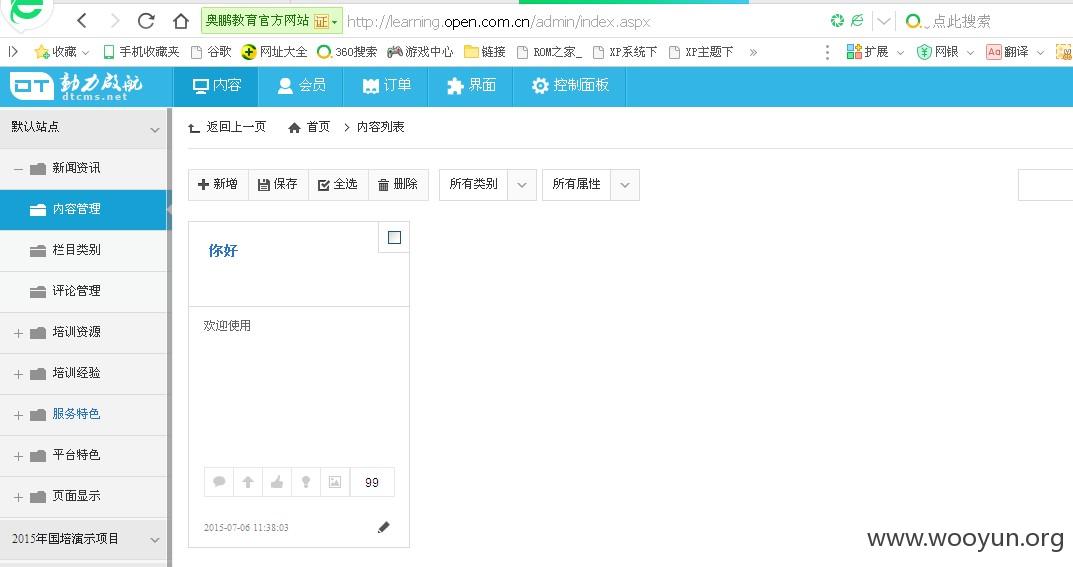 奥鹏教育官方网站 证 http://learning.open.com.cn/admin/index.aspx 点此搜索
收藏 手机收藏夹 谷歌 网址大全 360搜索 游戏中心 链接 ROM之家_ XP系统下 XP主题下 » 扩展 网银 Aa 翻译
DT 动力启航 dtcms.net 内容 会员 订单 界面 控制面板
默认站点 返回上一页 首页 内容列表
新闻资讯
新增 保存 全选 删除 所有类别 所有属性
内容管理
栏目类别
评论管理
培训资源
培训经验
服务特色
平台特色
页面显示
2015年国培演示项目
你好
欢迎使用
99
2015-07-06 11:38:03
www.wooyun.org